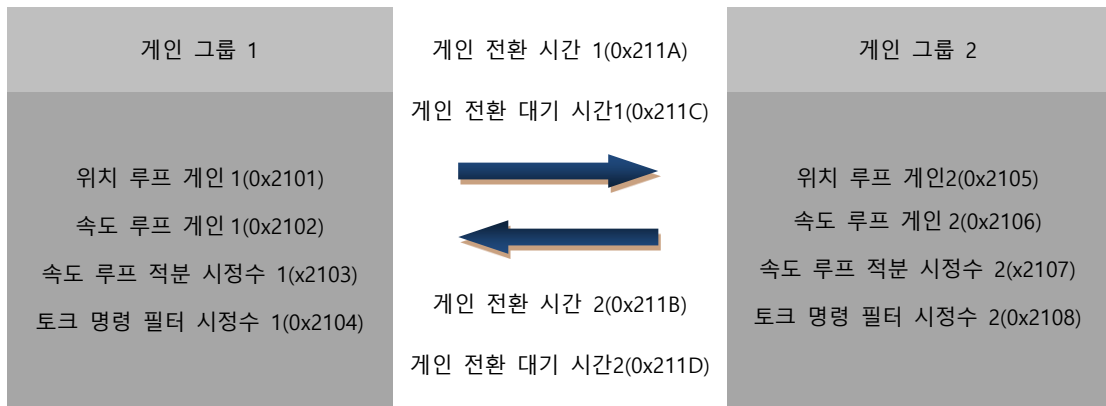 게인 그룹 1
위치 루프 게인1(0x2101)
속도 루프 게인1(0x2102)
속도 루프 적분 시정수 1(x2103)
토크 명령 필터 시정수 1(0x2104)
게인 전환 시간 1(0x211A)
게인 전환 대기 시간1(0x211C)
게인 전환 시간 2(0x211B)
게인 전환 대기 시간2(0x211D)
게인 그룹 2
위치 루프 게인2(0x2105)
속도 루프 게인2(0x2106)
속도 루프 적분 시정수 2(x2107)
토크 명령 필터 시정수 2(0x2108)